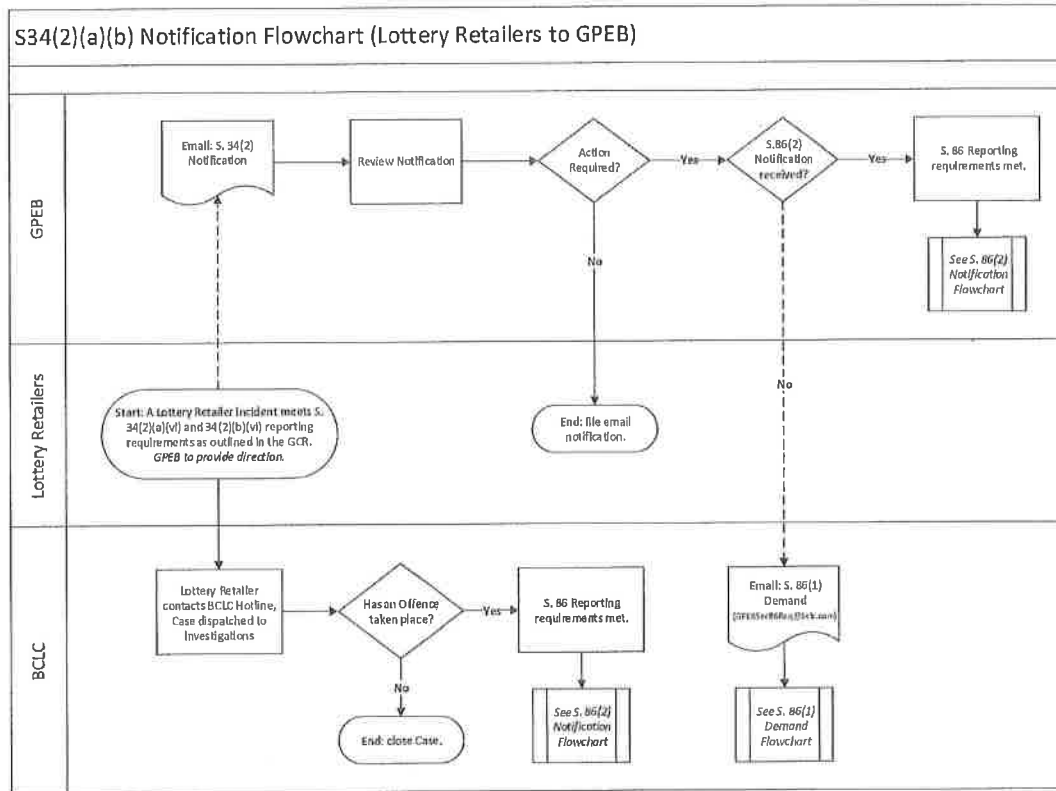 S34(2)(a)(b) Notification Flowchart (Lottery Retailers to GPEB)
GPEB
Email: S. 34(2)
Notification
Review Notification
Action
Required?
Yes
S.86(2)
Notification
received?
Yes
S. 86 Reporting
requirements met.
No
See S. 86(2)
Notification
Flowchart
Lottery Retailers
Start: A Lottery Retailer Incident meets S.
34(2)(a)(vi) and 34(2)(b)(vi) reporting
requirements as outlined in the GCR.
GPEB to provide direction.
End: file email
notification.
No
BCLC
Lottery Retailer
contacts BCLC Hotline,
Case dispatched to
Investigations
Has an Offence
taken place?
Yes
S. 86 Reporting
requirements met.
Email: S. 86(1)
Demand
No
End: close Case.
See S. 86(2)
Notification
Flowchart
See S. 86(1)
Demand
Flowchart